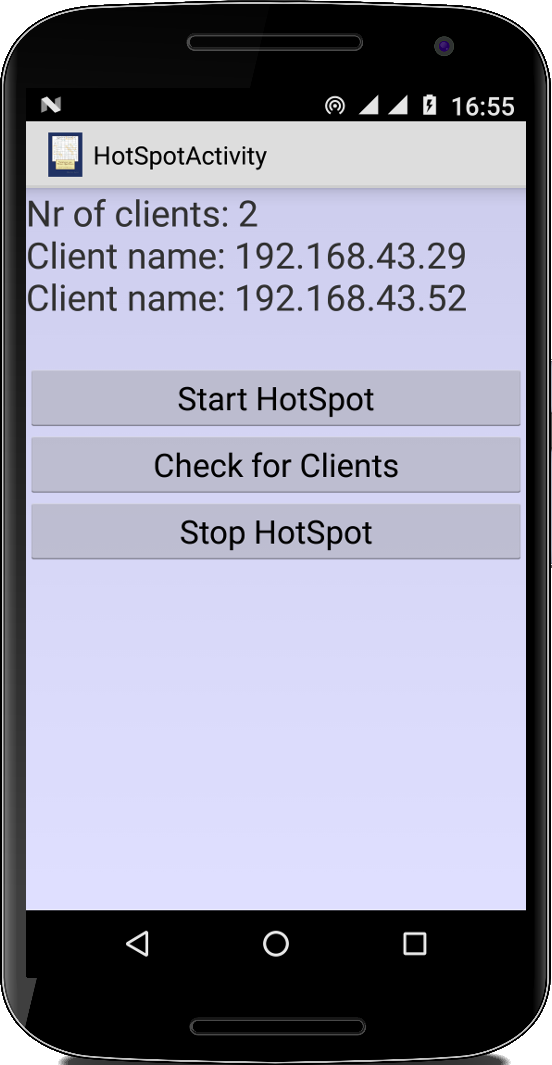 16:55
HotSpotActivity
Nr of clients: 2
Client name: 192.168.43.29
Client name: 192.168.43.52
Start HotSpot
Check for Clients
Stop HotSpot